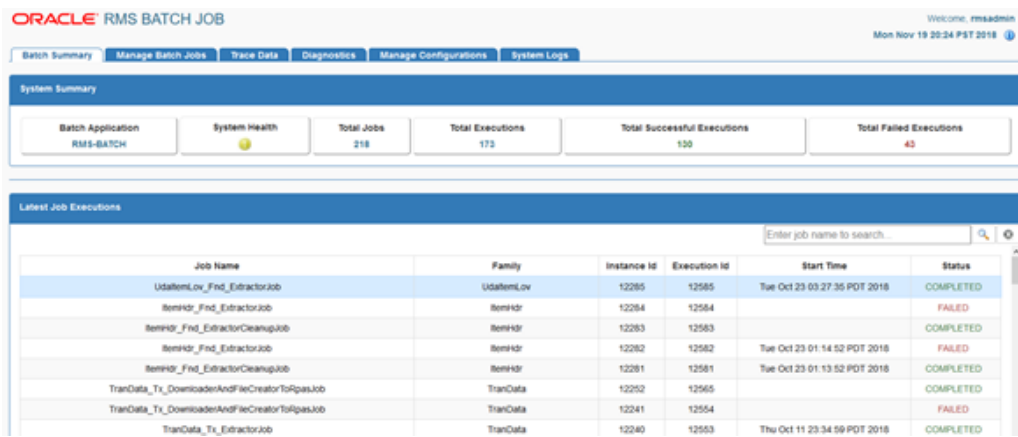 ORACLE® RMS BATCH JOB
Welcome, rmsadmin
Mon Nov 19 20:24 PST 2018
Batch Summary Manage Batch Jobs Trace Data Diagnostics Manage Configurations System Logs
System Summary
Batch Application System Health Total Jobs Total Executions Total Successful Executions Total Failed Executions
RMS-BATCH 218 173 130 43
Latest Job Executions
Enter job name to search...
Job Name Family Instance Id Execution Id Start Time Status
UdaItemLov_Fnd_ExtractorJob UdaItemLov 12285 12585 Tue Oct 23 03:27:35 PDT 2018 COMPLETED
ItemHdr_Fnd_ExtractorJob ItemHdr 12284 12584 FAILED
ItemHdr_Fnd_ExtractorCleanupJob ItemHdr 12283 12583 COMPLETED
ItemHdr_Fnd_ExtractorJob ItemHdr 12282 12582 Tue Oct 23 01:14:52 PDT 2018 FAILED
ItemHdr_Fnd_ExtractorCleanupJob ItemHdr 12281 12581 Tue Oct 23 01:13:52 PDT 2018 COMPLETED
TranData_Tx_DownloaderAndFileCreatorToRpasJob TranData 12252 12565 COMPLETED
TranData_Tx_DownloaderAndFileCreatorToRpasJob TranData 12241 12554 FAILED
TranData_Tx_ExtractorJob TranData 12240 12553 Thu Oct 11 23:34:59 PDT 2018 COMPLETED